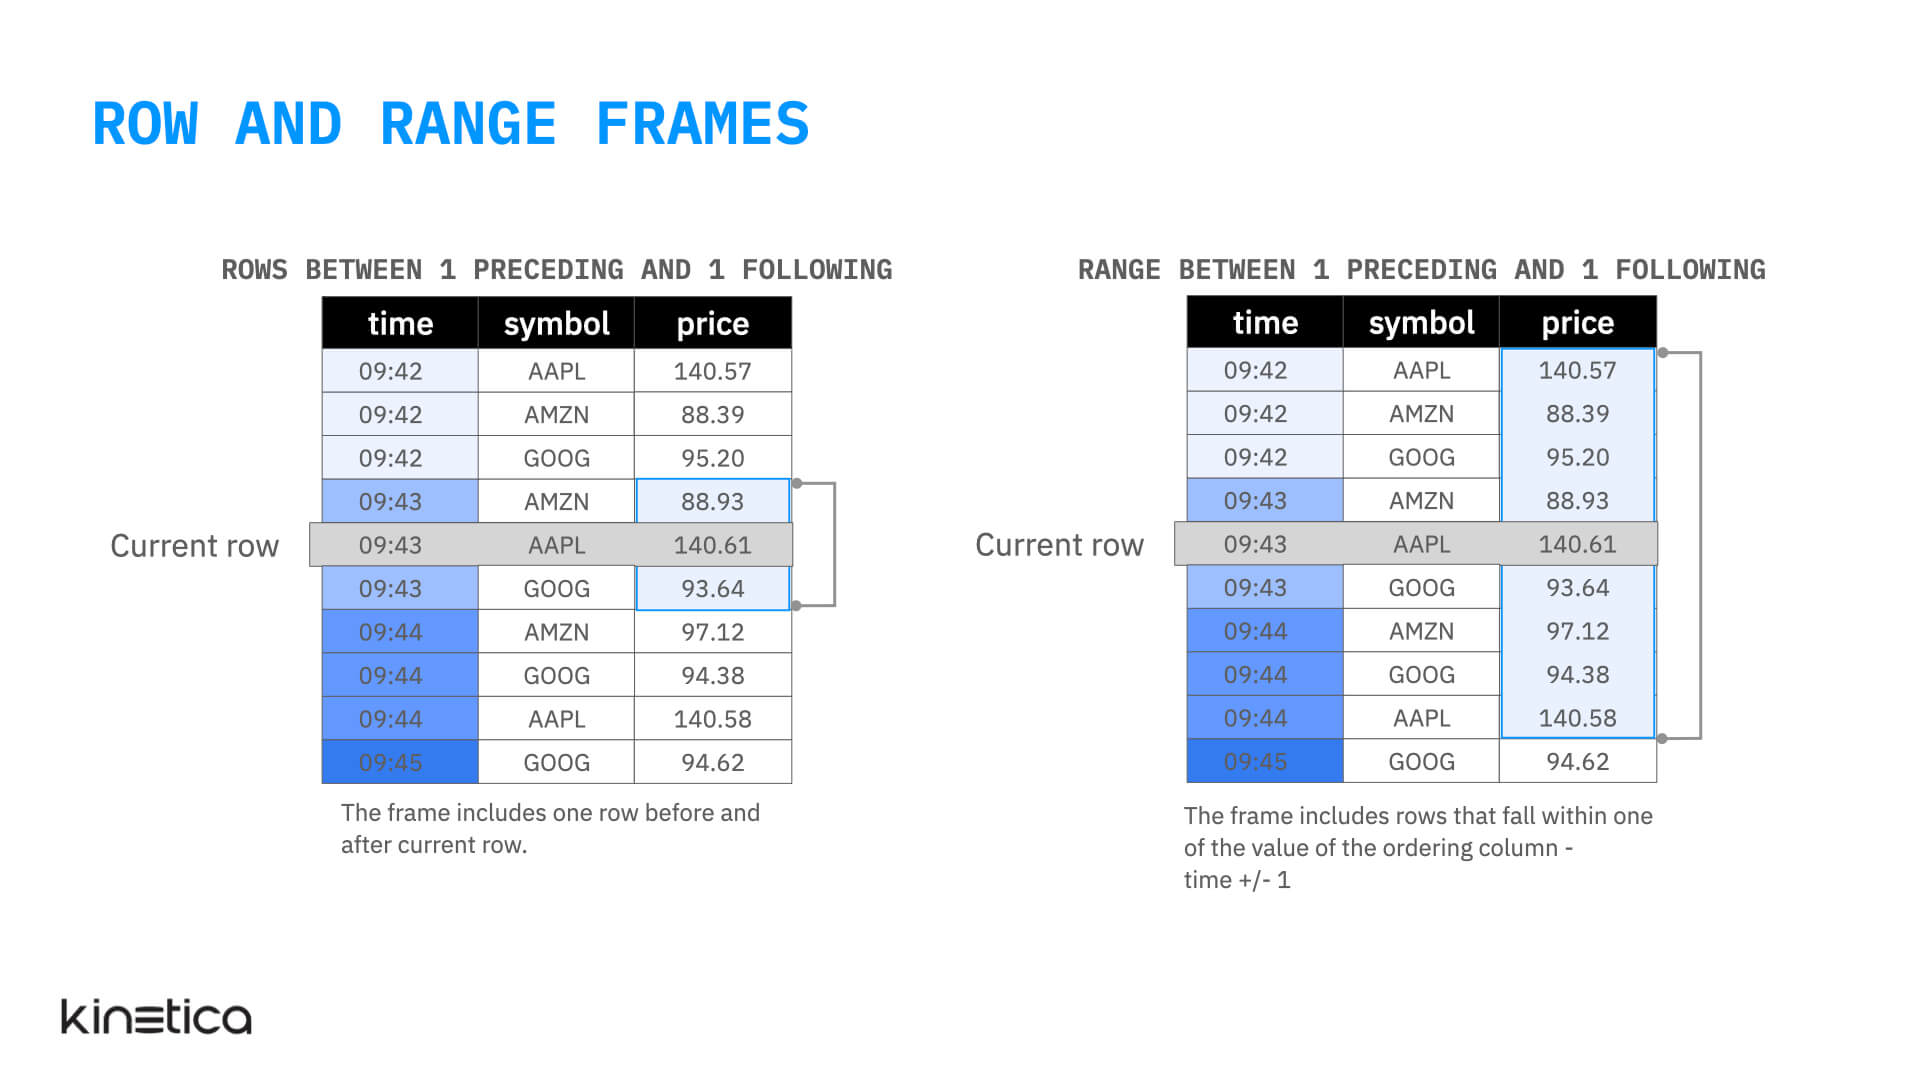 ROW AND RANGE FRAMES
ROWS BETWEEN 1 PRECEDING AND 1 FOLLOWING
time symbol price
09:42 AAPL 140.57
09:42 AMZN 88.39
09:42 GOOG 95.20
09:43 AMZN 88.93
Current row 09:43 AAPL 140.61
09:43 GOOG 93.64
09:44 AMZN 97.12
09:44 GOOG 94.38
09:44 AAPL 140.58
09:45 GOOG 94.62
The frame includes one row before and
after current row.
RANGE BETWEEN 1 PRECEDING AND 1 FOLLOWING
time symbol price
09:42 AAPL 140.57
09:42 AMZN 88.39
09:42 GOOG 95.20
09:43 AMZN 88.93
Current row 09:43 AAPL 140.61
09:43 GOOG 93.64
09:44 AMZN 97.12
09:44 GOOG 94.38
09:44 AAPL 140.58
09:45 GOOG 94.62
The frame includes rows that fall within one
of the value of the ordering column -
time +/- 1
kinetica